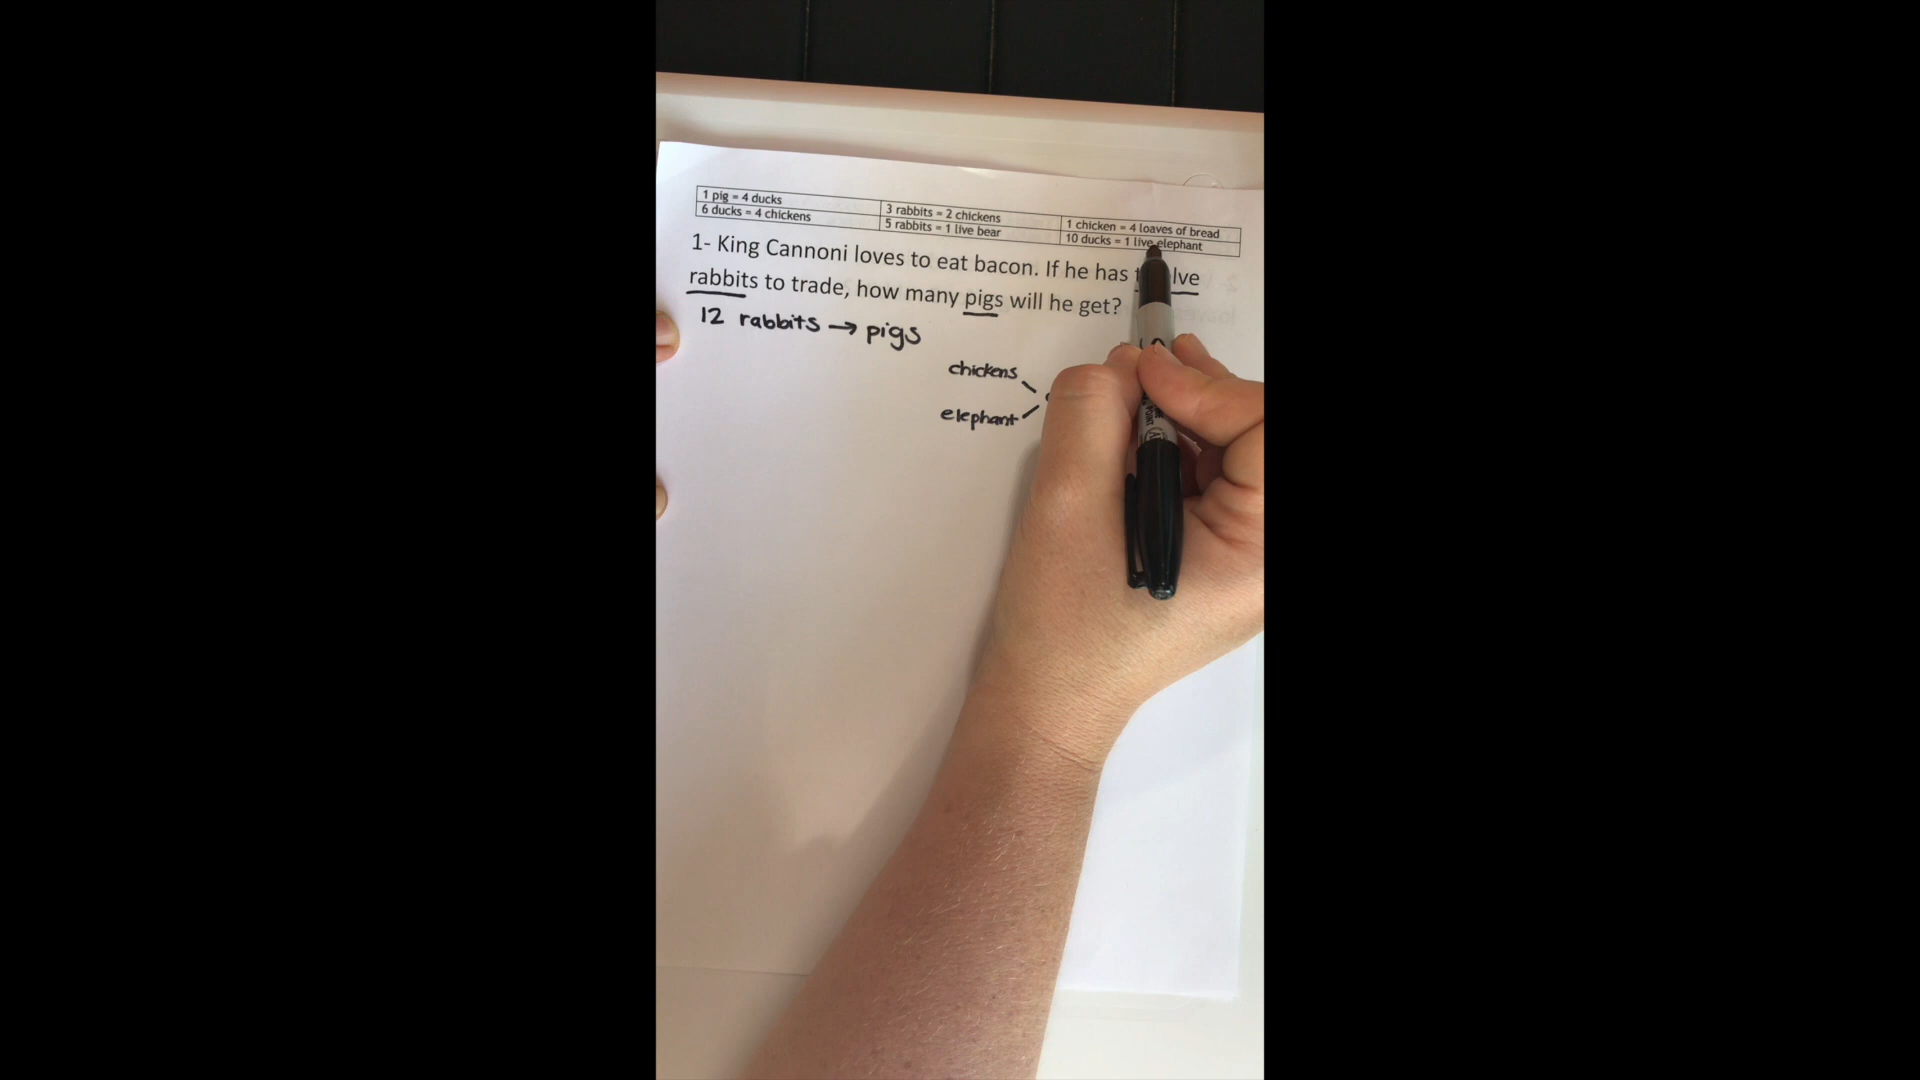 1 pig = 4 ducks
3 rabbits = 2 chickens
1 chicken = 4 loaves of bread
6 ducks = 4 chickens
5 rabbits = 1 live bear
10 ducks = 1 live elephant
1- King Cannoni loves to eat bacon. If he has
rabbits to trade, how many pigs will he get?
12 rabbits → pigs
chickens
elephant